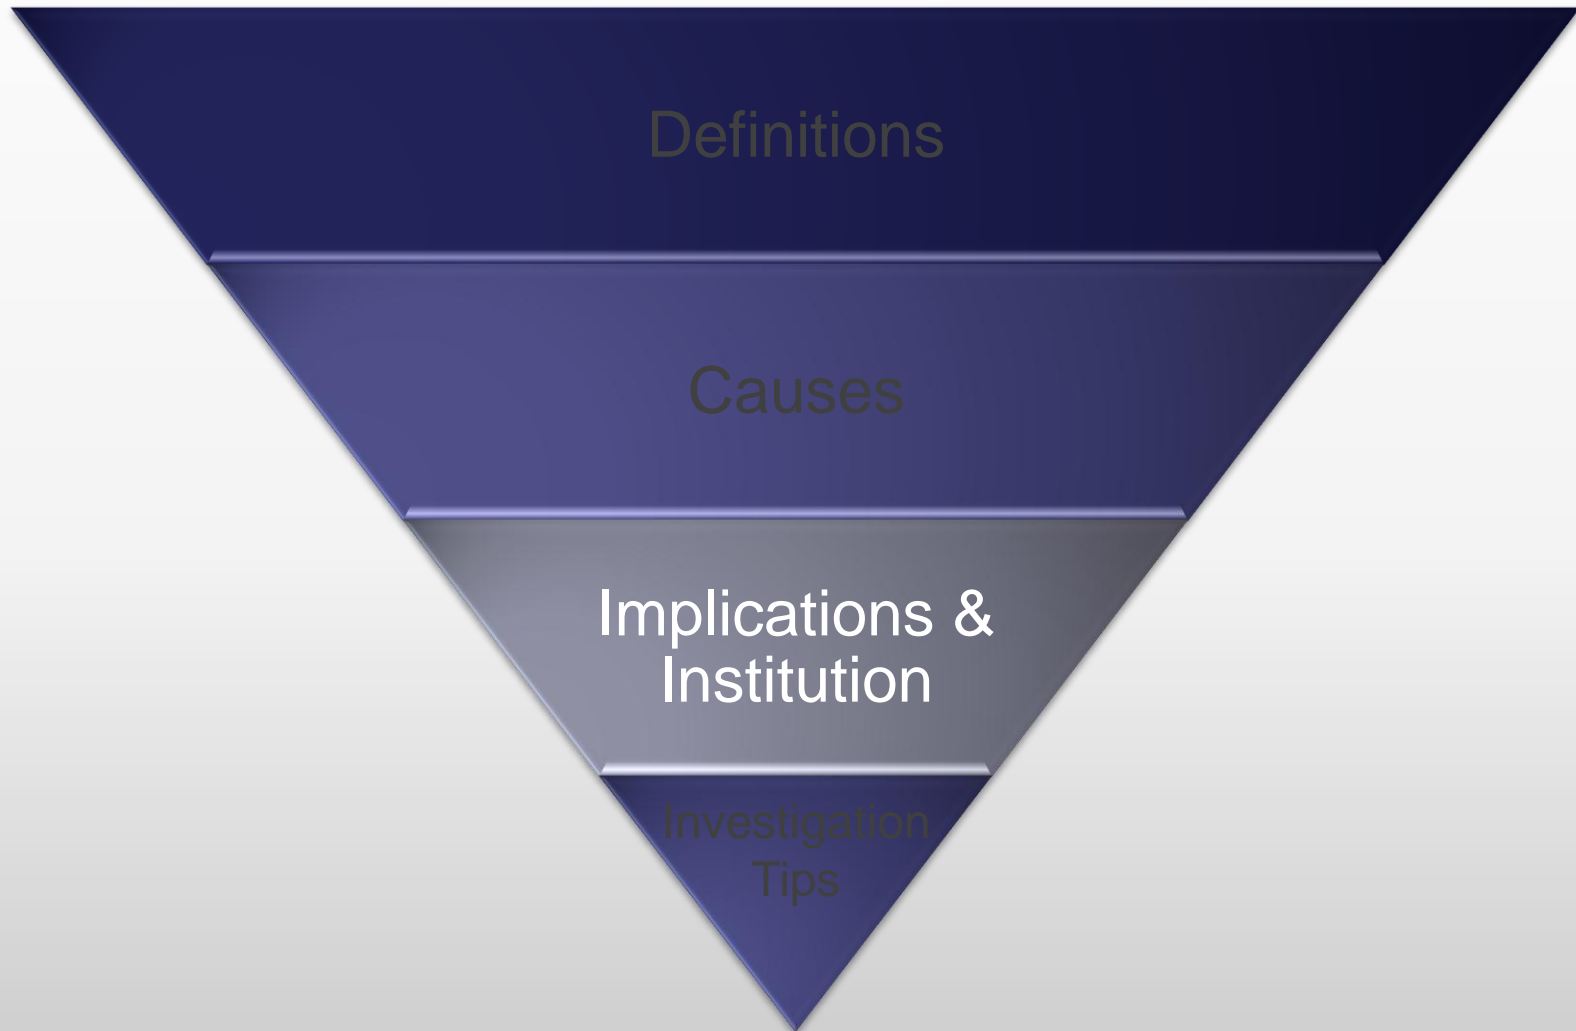 Definitions
Causes
Implications &
Institution
Investigation
Tips